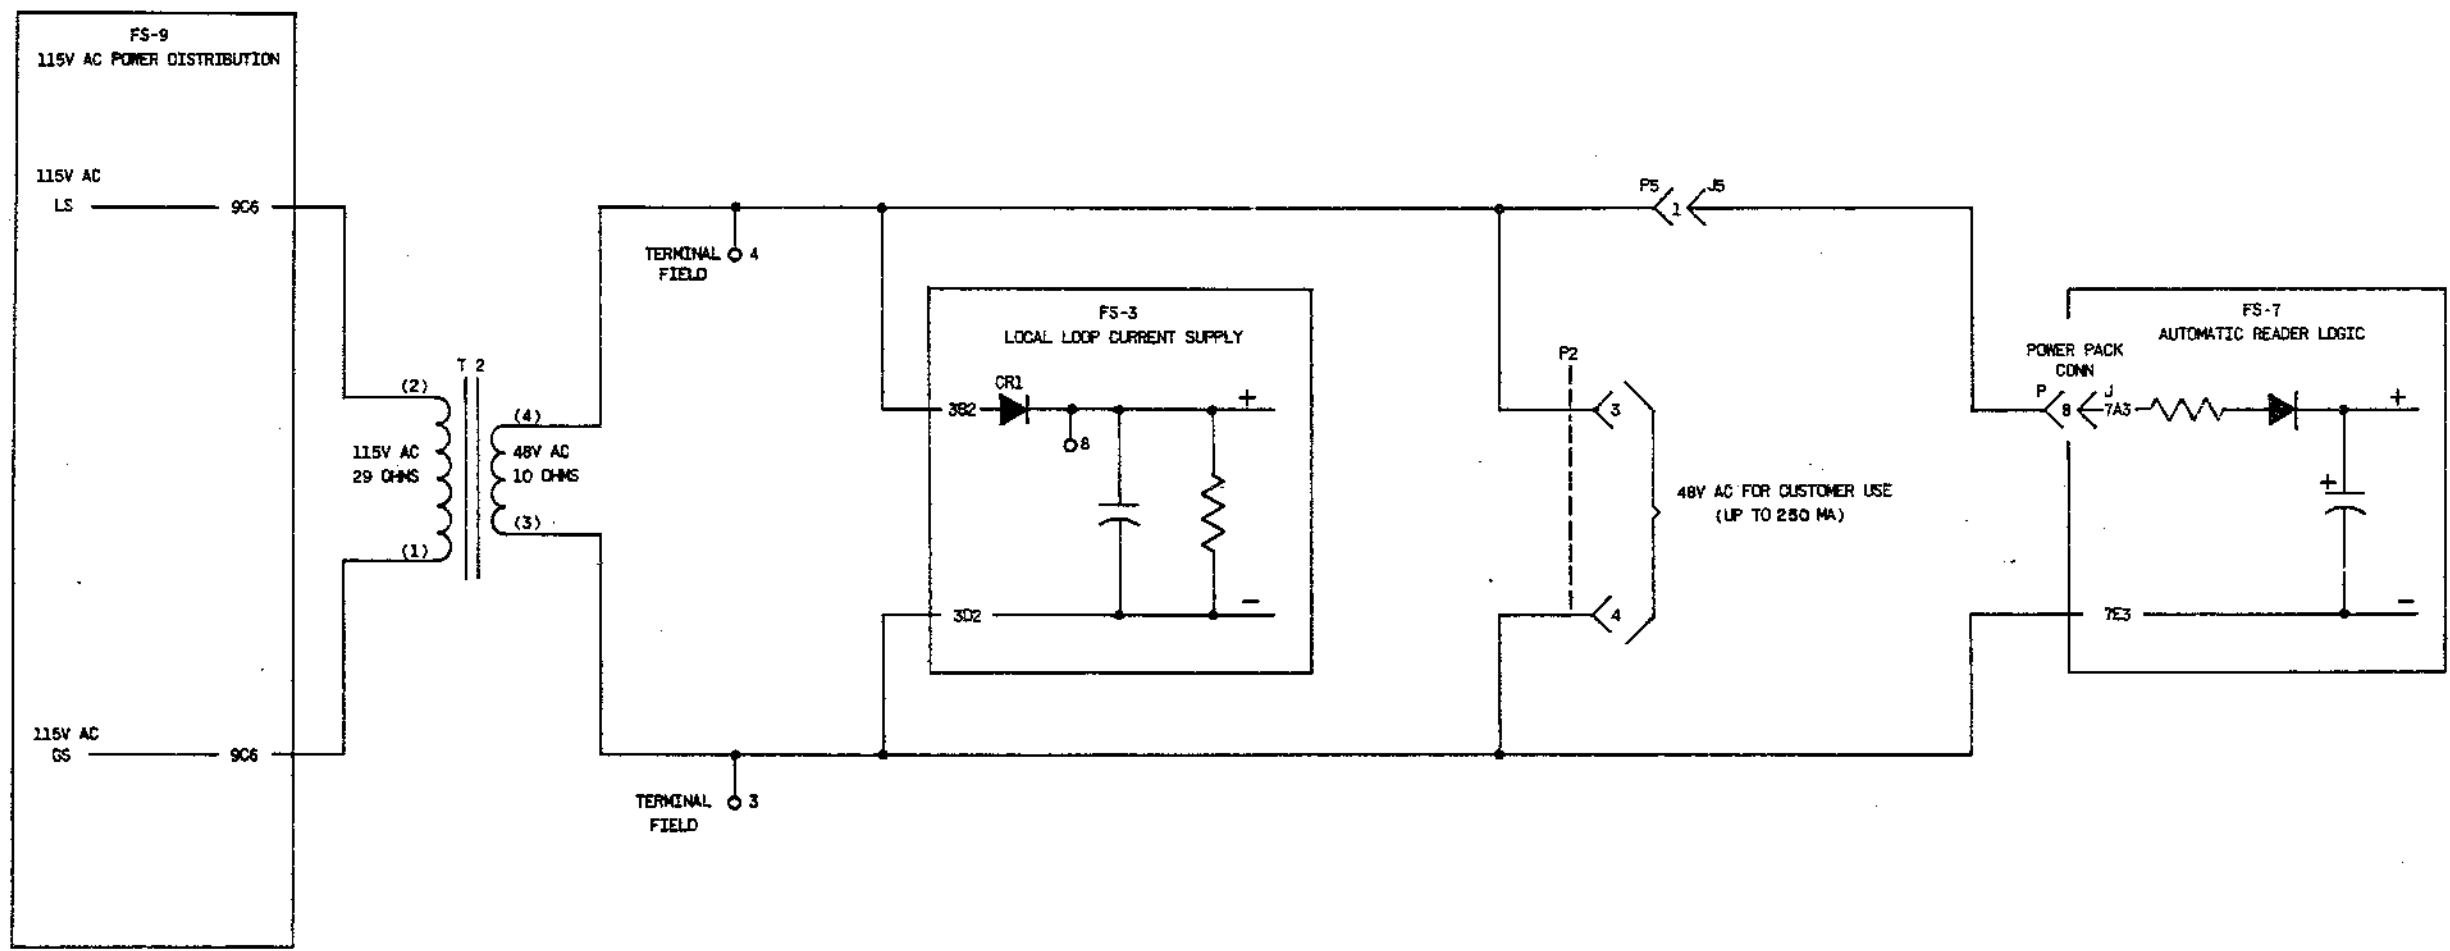 FS-9
115V AC POWER DISTRIBUTION
115V AC
LS
9C6
115V AC
GS
9C6
T 2
(2)
(1)
115V AC
29 OHMS
(4)
48V AC
10 OHMS
(3)
TERMINAL
FIELD
4
TERMINAL
FIELD
3
FS-3
LOCAL LOOP CURRENT SUPPLY
3B2
CR1
8
+
3D2
−
P5
1
J5
P2
3
4
48V AC FOR CUSTOMER USE
(UP TO 250 MA)
FS-7
AUTOMATIC READER LOGIC
POWER PACK
CONN
P
8
J
7A3
+
+
7E3
−